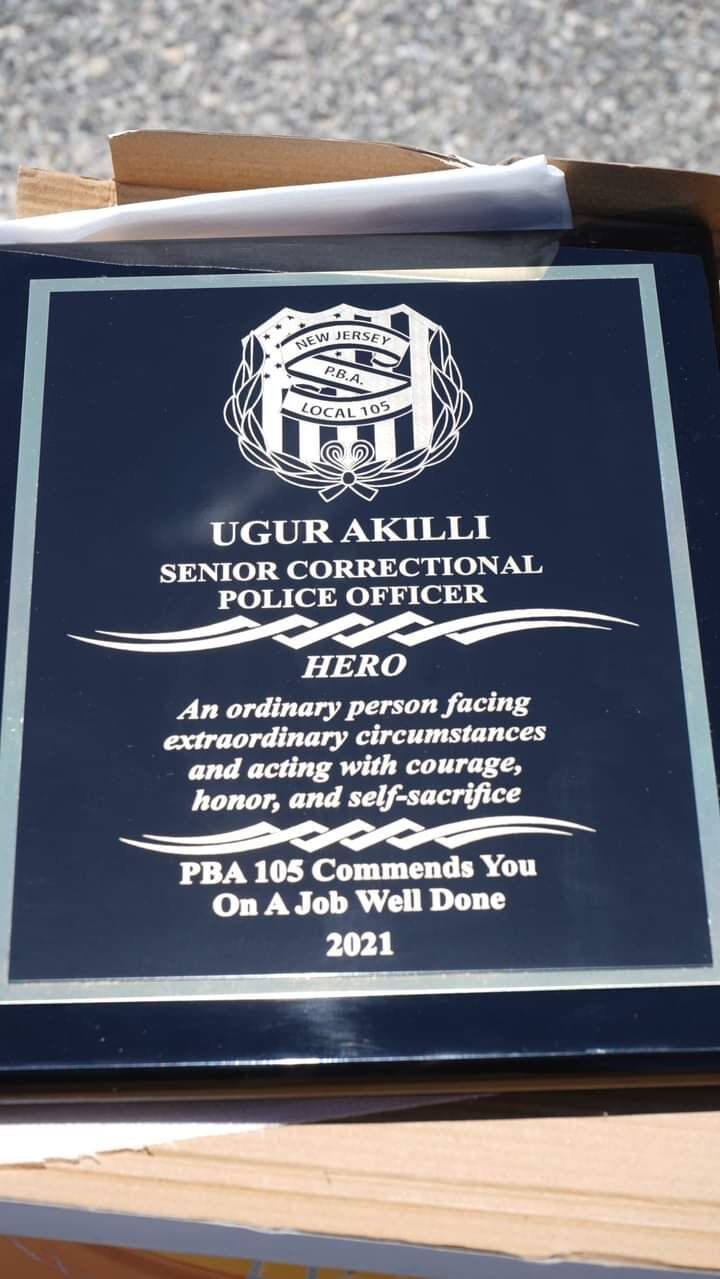 NEW JERSEY
P.B.A.
LOCAL 105
UGUR AKILLI
SENIOR CORRECTIONAL
POLICE OFFICER
HERO
An ordinary person facing
extraordinary circumstances
and acting with courage,
honor, and self-sacrifice
PBA 105 Commends You
On A Job Well Done
2021